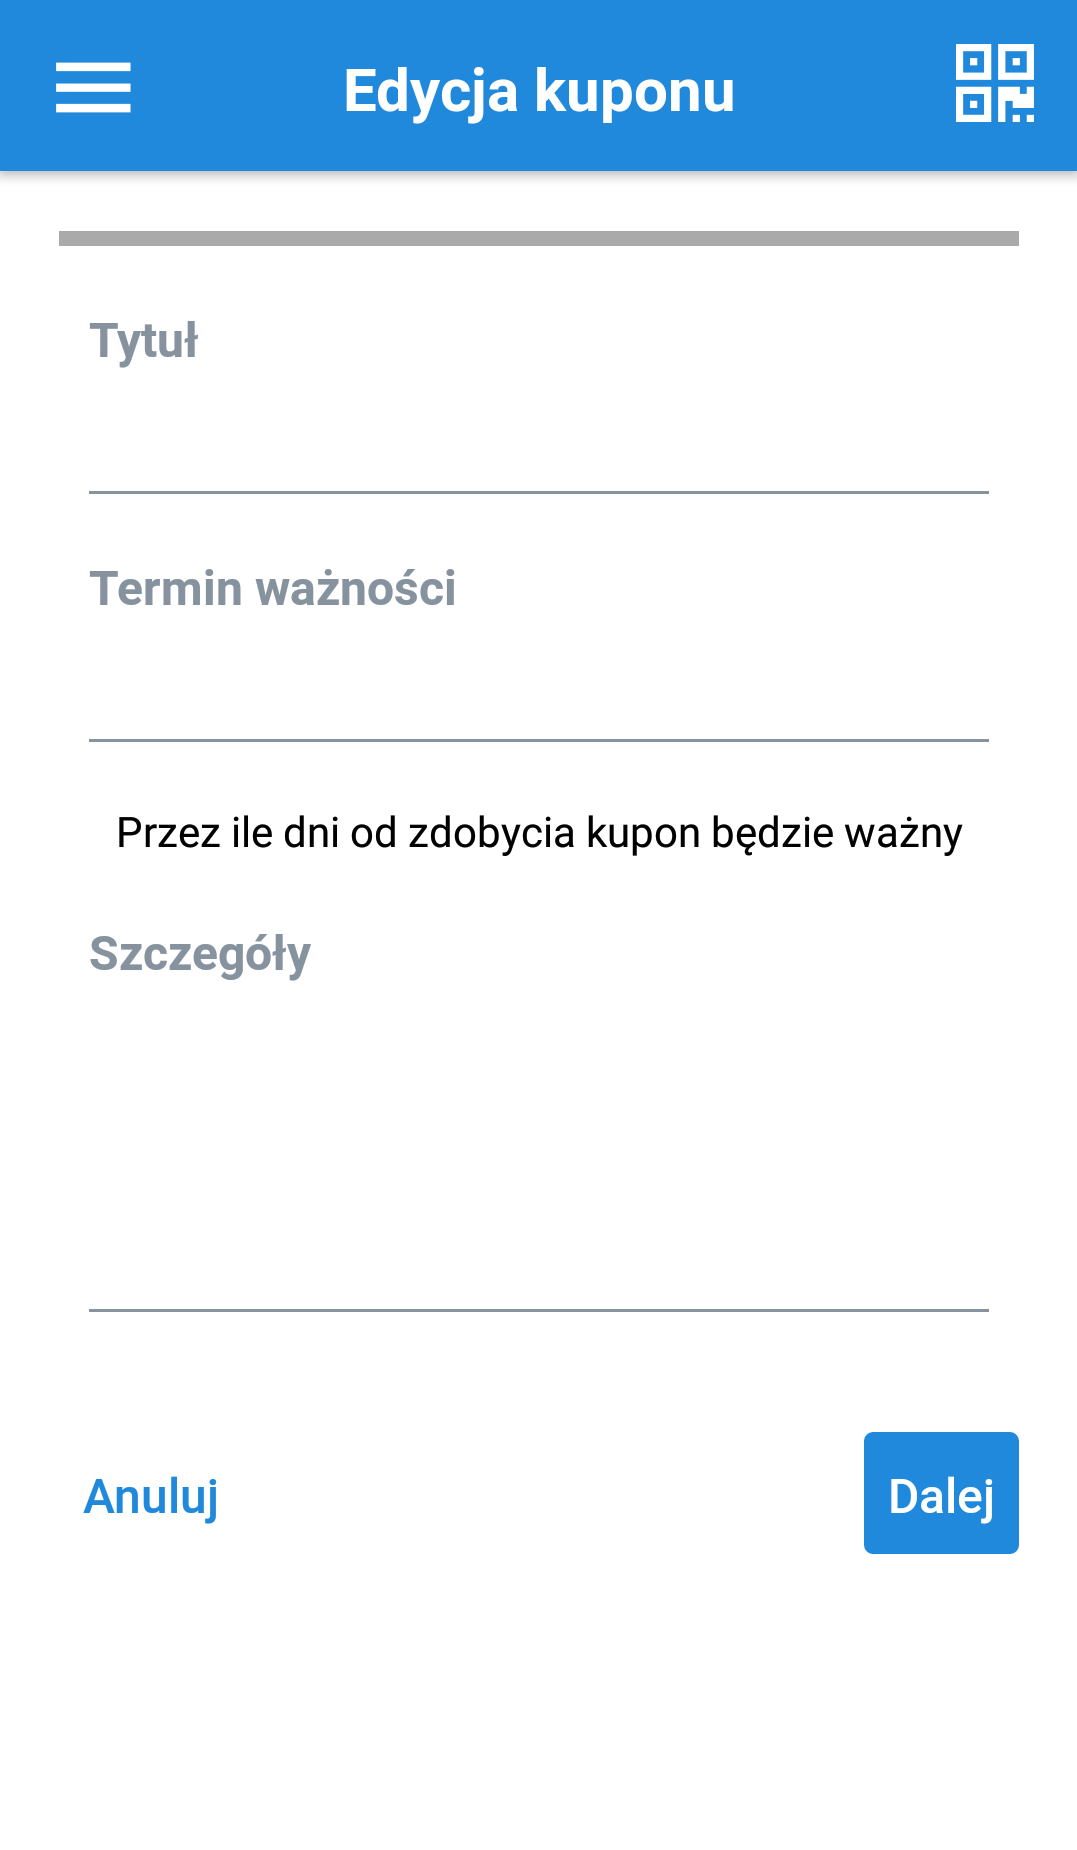 Edycja kuponu
Tytuł
Termin ważności
Przez ile dni od zdobycia kupon będzie ważny
Szczegóły
Anuluj
Dalej